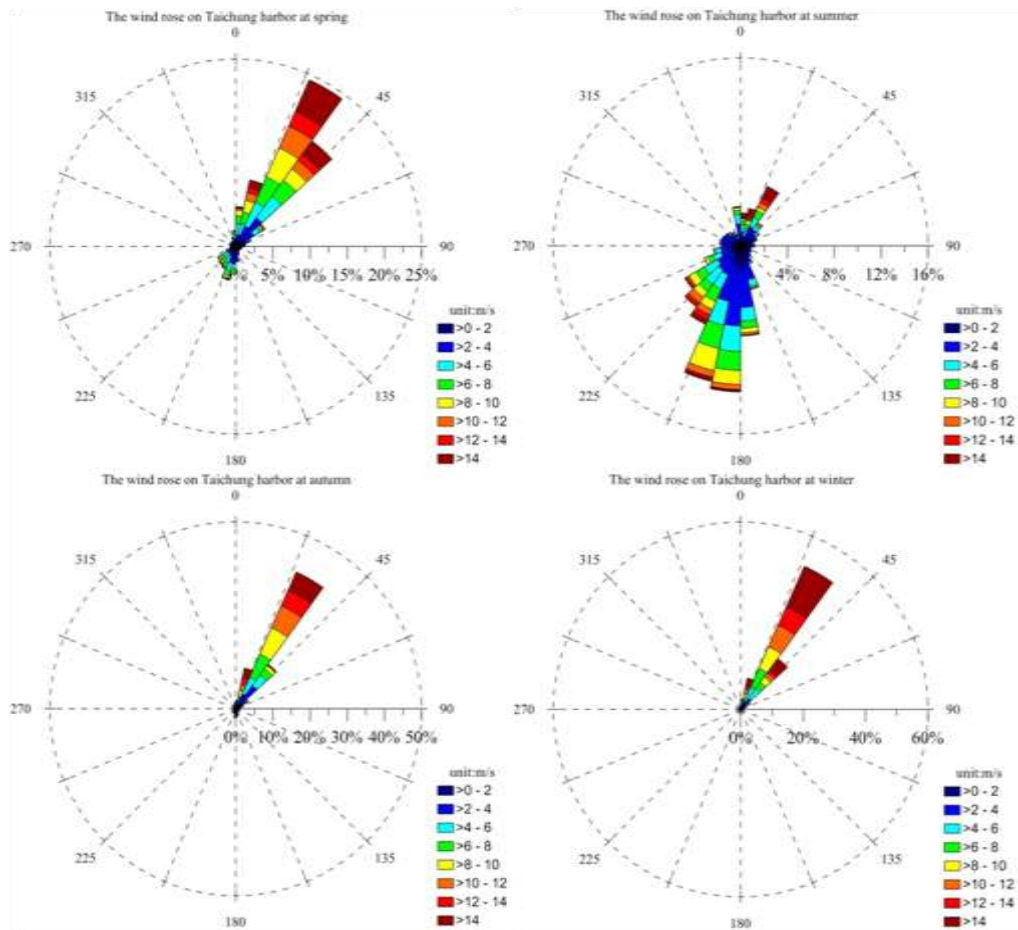 The wind rose on Taichung harbor at spring
0
315
45
270
90
0% 5% 10% 15% 20% 25%
225
135
180
unit:m/s
>0 - 2
>2 - 4
>4 - 6
>6 - 8
>8 - 10
>10 - 12
>12 - 14
>14
The wind rose on Taichung harbor at summer
0
315
45
270
90
4% 8% 12% 16%
225
135
180
unit:m/s
>0 - 2
>2 - 4
>4 - 6
>6 - 8
>8 - 10
>10 - 12
>12 - 14
>14
The wind rose on Taichung harbor at autumn
0
315
45
270
90
0% 10% 20% 30% 40% 50%
225
135
180
unit:m/s
>0 - 2
>2 - 4
>4 - 6
>6 - 8
>8 - 10
>10 - 12
>12 - 14
>14
The wind rose on Taichung harbor at winter
0
315
45
270
90
0% 20% 40% 60%
225
135
180
unit:m/s
>0 - 2
>2 - 4
>4 - 6
>6 - 8
>8 - 10
>10 - 12
>12 - 14
>14